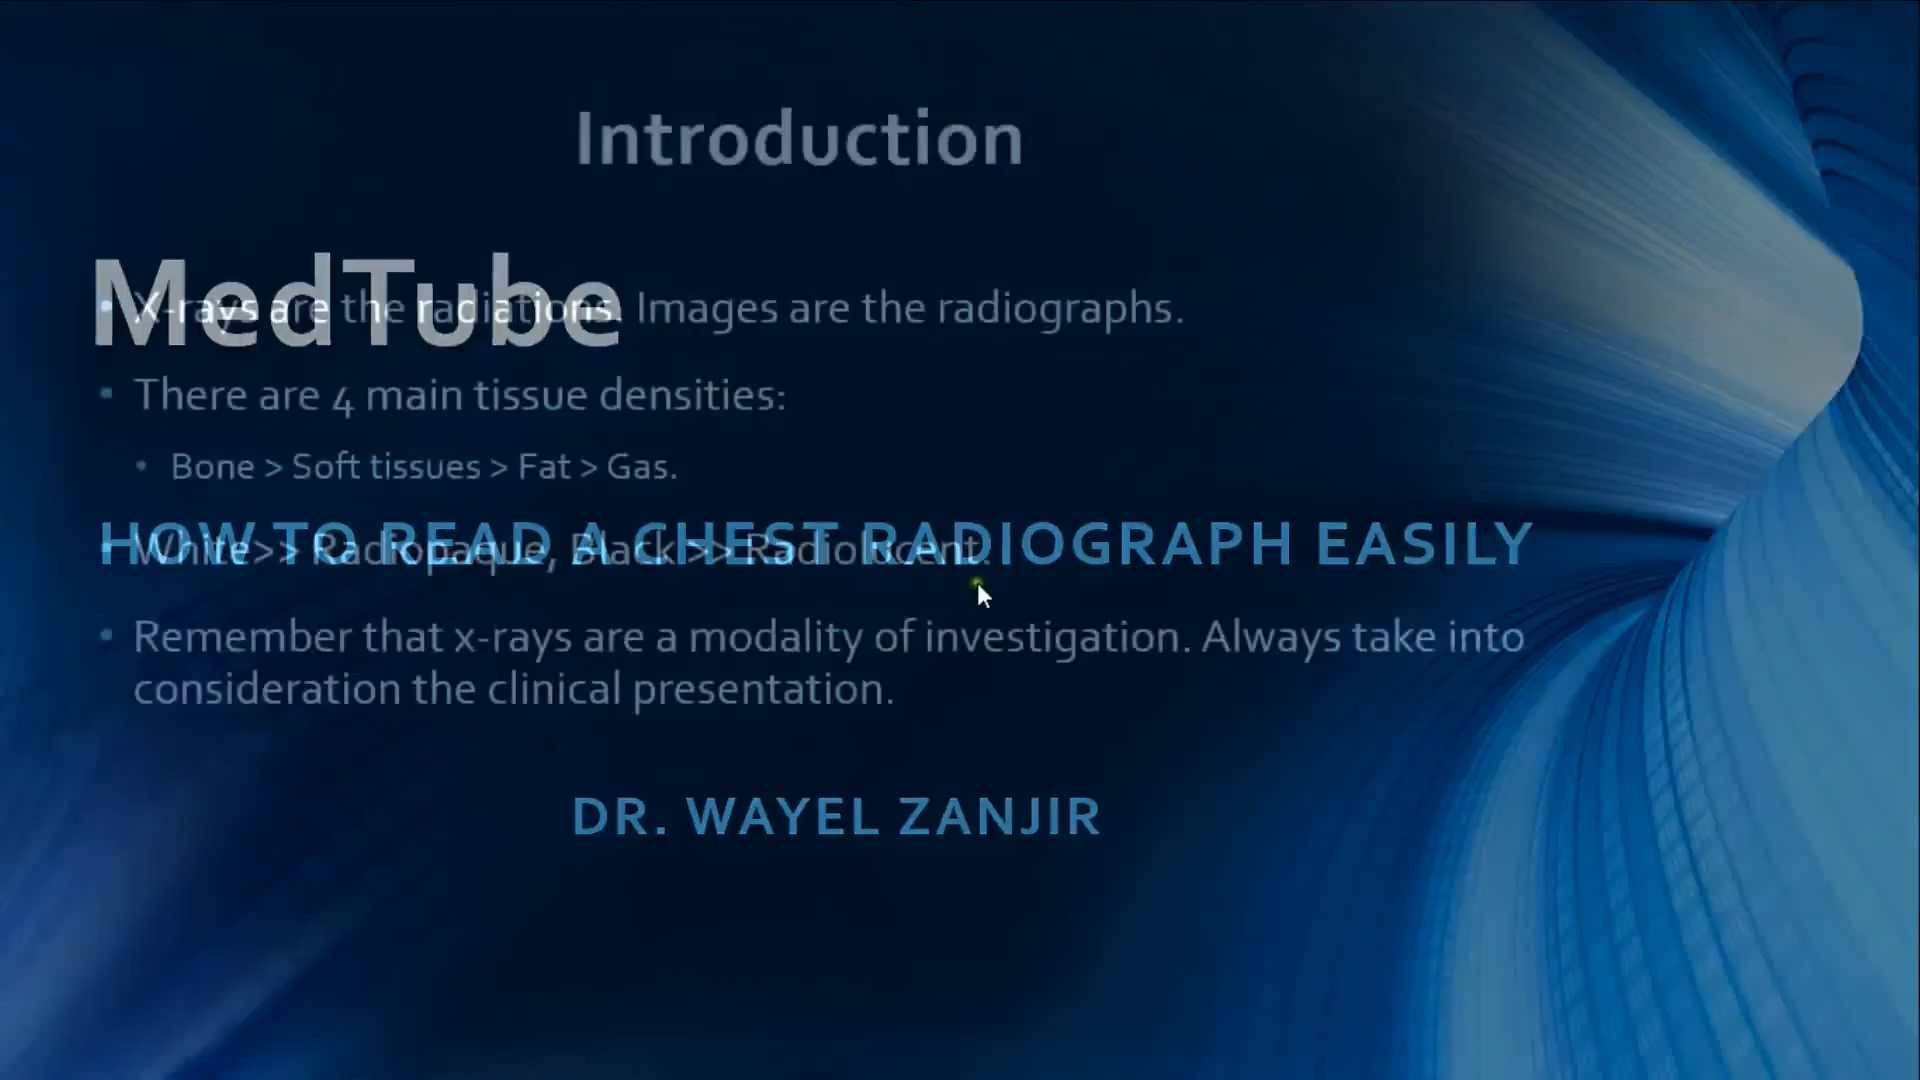 Introduction
MedTube
• X-rays are the radiations. Images are the radiographs.
• There are 4 main tissue densities:
• Bone > Soft tissues > Fat > Gas.
HOW TO READ A CHEST RADIOGRAPH EASILY
• White>> Radiopaque, Black >> Radiolucent.
• Remember that x-rays are a modality of investigation. Always take into
consideration the clinical presentation.
DR. WAYEL ZANJIR